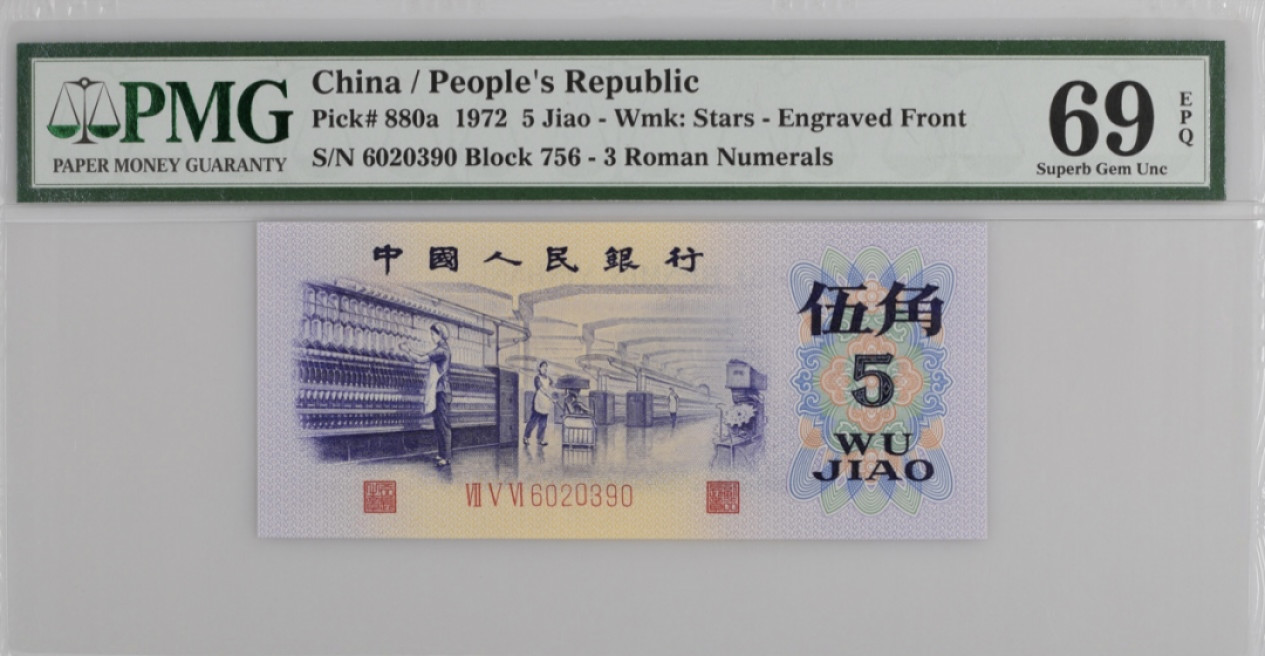 PMG
PAPER MONEY GUARANTY
China / People's Republic
Pick# 880a 1972 5 Jiao - Wmk: Stars - Engraved Front
S/N 6020390 Block 756 - 3 Roman Numerals
69
EPQ
Superb Gem Unc
中國人民銀行
伍角
5
WU
JIAO
Ⅶ Ⅴ Ⅵ 6020390